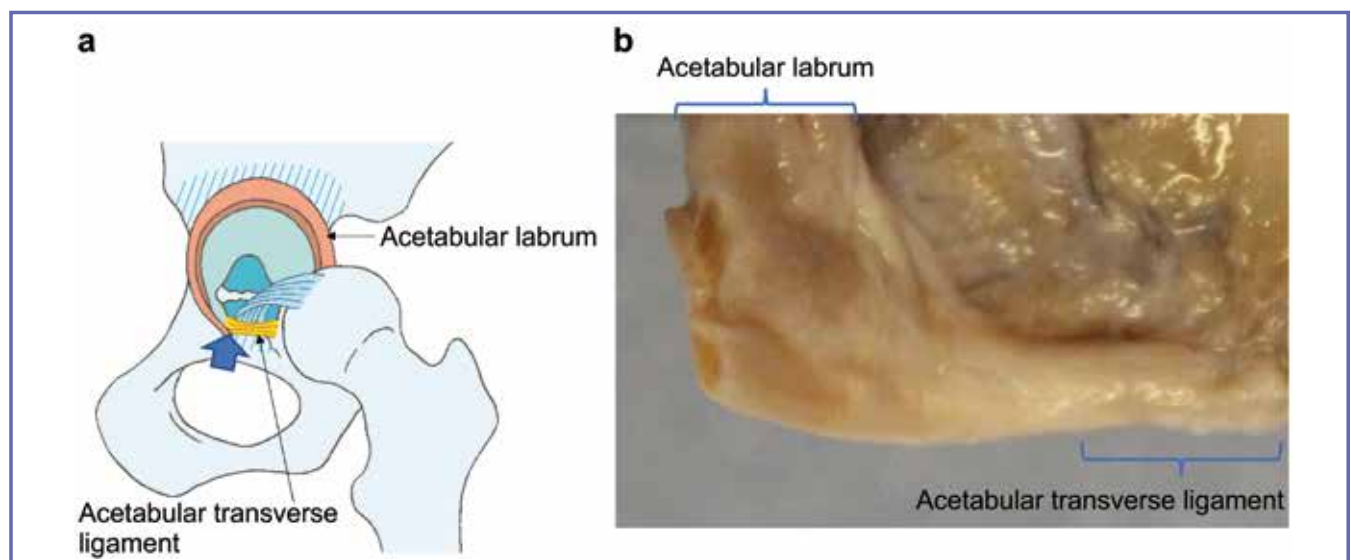 a
Acetabular labrum
Acetabular transverse
ligament
b
Acetabular labrum
Acetabular transverse ligament